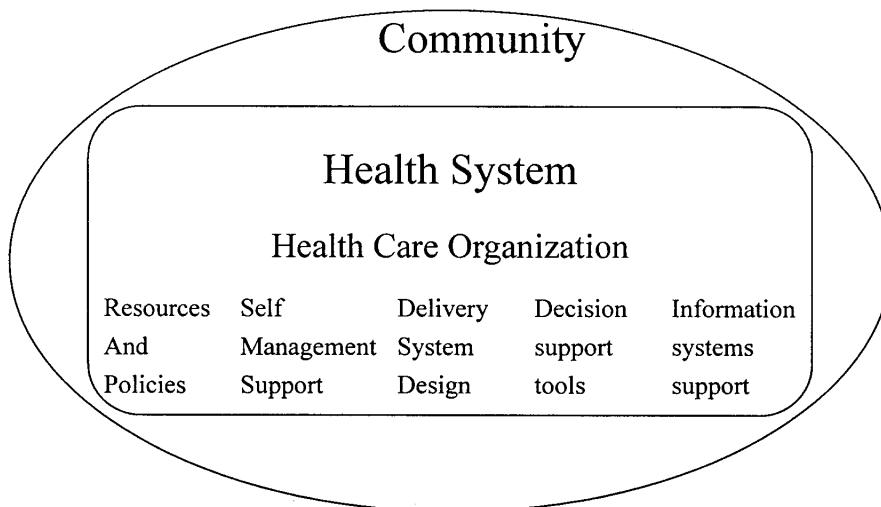 Community
Health System
Health Care Organization
Resources Self Delivery Decision Information
And Management System support systems
Policies Support Design tools support